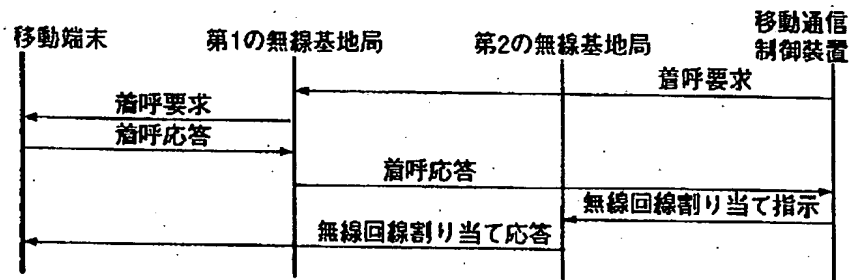 移動端末
第1の無線基地局
第2の無線基地局
移動通信
制御装置
着呼要求
着呼要求
着呼応答
着呼応答
無線回線割り当て指示
無線回線割り当て応答